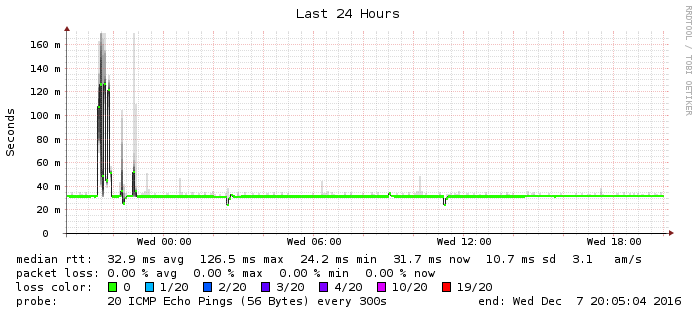 Last 24 Hours
RRDTOOL / TOBI OETIKER
Seconds
160 m
140 m
120 m
100 m
80 m
60 m
40 m
20 m
0
Wed 00:00 Wed 06:00 Wed 12:00 Wed 18:00
median rtt: 32.9 ms avg 126.5 ms max 24.2 ms min 31.7 ms now 10.7 ms sd 3.1 am/s
packet loss: 0.00 % avg 0.00 % max 0.00 % min 0.00 % now
loss color: 0 1/20 2/20 3/20 4/20 10/20 19/20
probe: 20 ICMP Echo Pings (56 Bytes) every 300s end: Wed Dec 7 20:05:04 2016